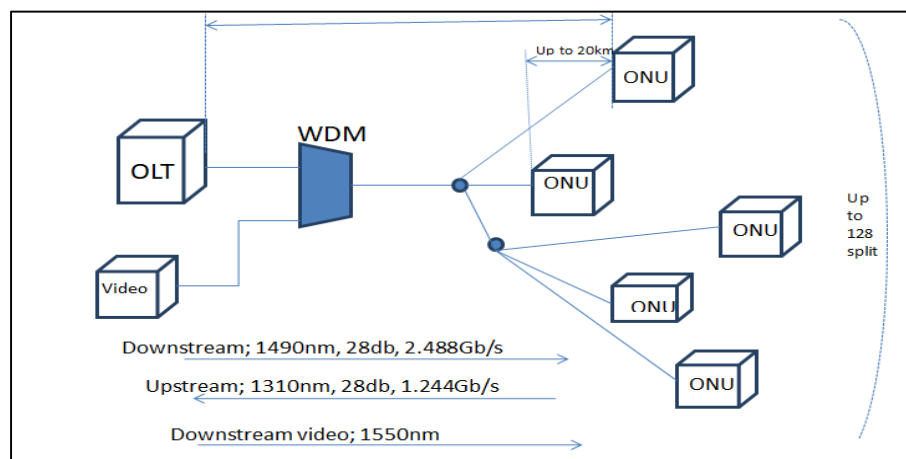 Up to 20km
ONU
WDM
OLT
ONU
Up
to
128
split
ONU
Video
ONU
Downstream; 1490nm, 28db, 2.488Gb/s
ONU
Upstream; 1310nm, 28db, 1.244Gb/s
Downstream video; 1550nm